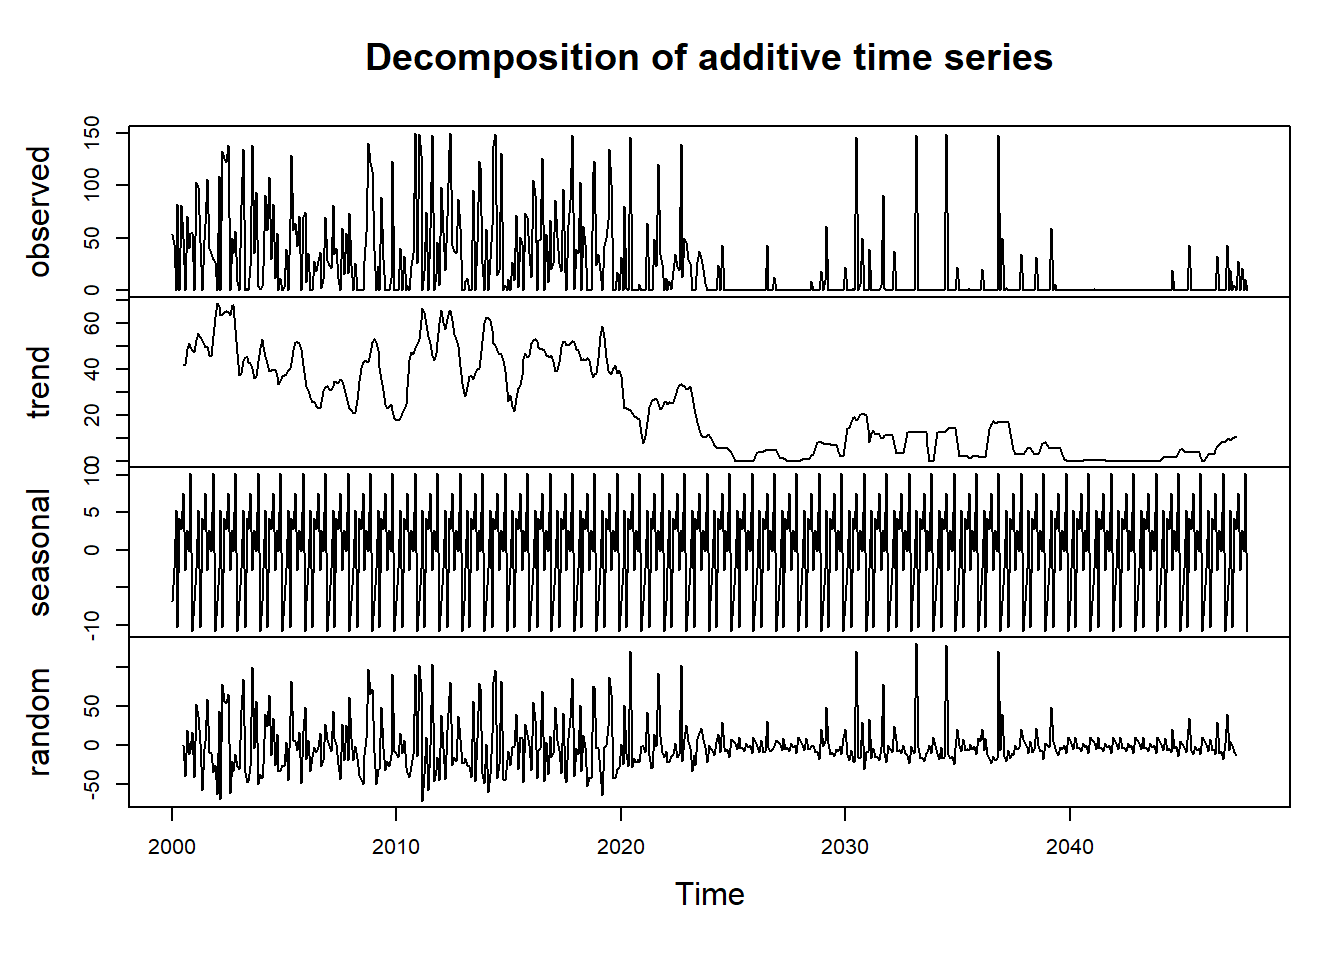 Decomposition of additive time series
observed
0 50 100 150
trend
0 20 40 60
seasonal
-10 0 5 10
random
-50 0 50
2000 2010 2020 2030 2040
Time